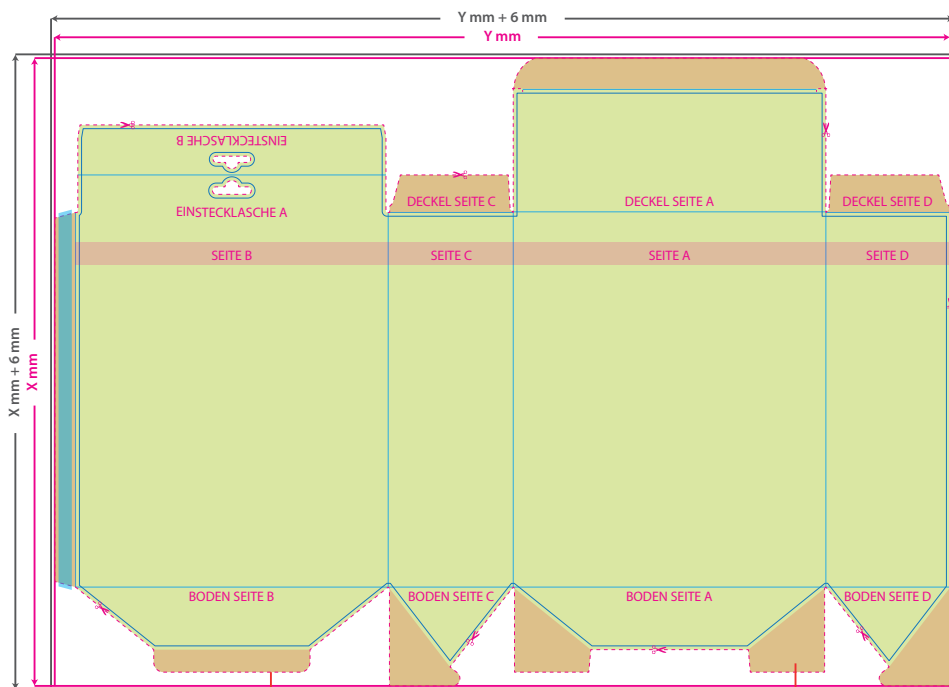 Y mm + 6 mm
Y mm
X mm + 6 mm
X mm
EINSTECKLASCHE B
EINSTECKLASCHE A
DECKEL SEITE C
DECKEL SEITE A
DECKEL SEITE D
SEITE B
SEITE C
SEITE A
SEITE D
BODEN SEITE B
BODEN SEITE C
BODEN SEITE A
BODEN SEITE D